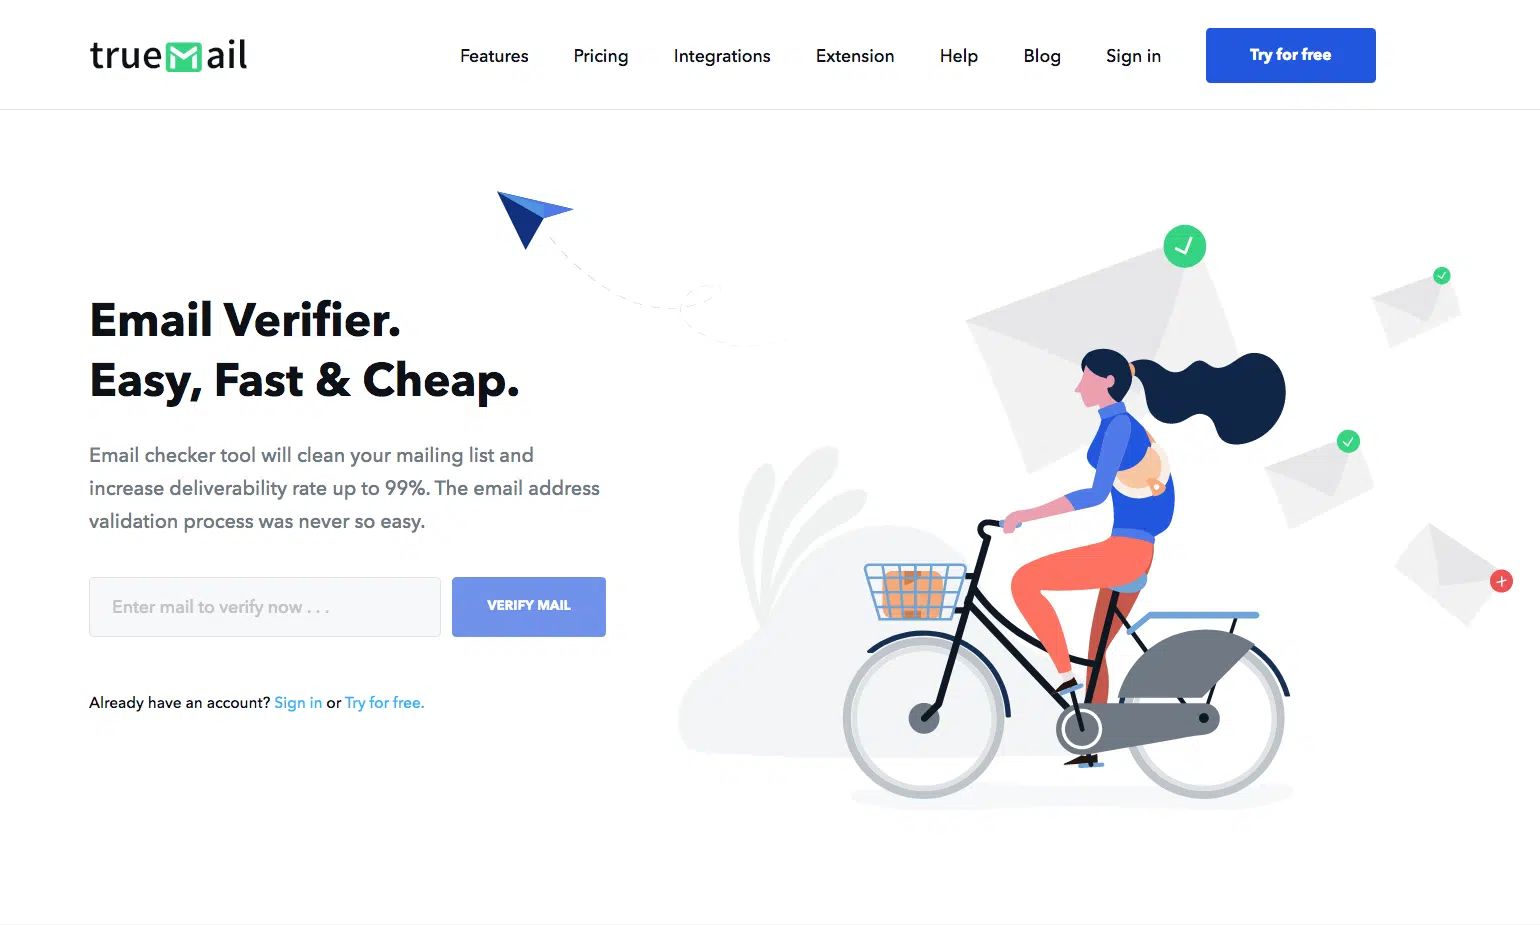 truemail
Features Pricing Integrations Extension Help Blog Sign in Try for free
Email Verifier.
Easy, Fast & Cheap.
Email checker tool will clean your mailing list and
increase deliverability rate up to 99%. The email address
validation process was never so easy.
Enter mail to verify now . . .
VERIFY MAIL
Already have an account? Sign in or Try for free.